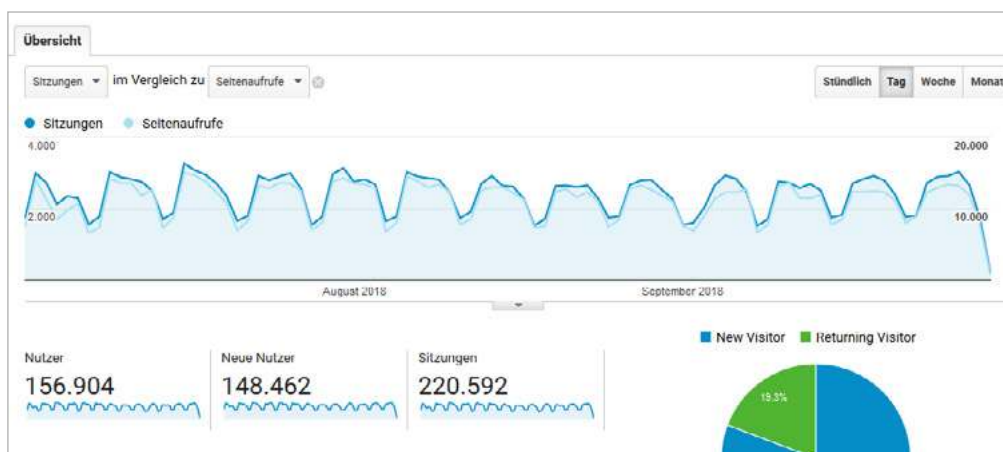 Übersicht
Sitzungen im Vergleich zu Seitenaufrufe
Stündlich Tag Woche Monat
Sitzungen Seitenaufrufe
4.000 20.000
2.000 10.000
August 2018 September 2018
New Visitor Returning Visitor
Nutzer Neue Nutzer Sitzungen
156.904 148.462 220.592
19.3%